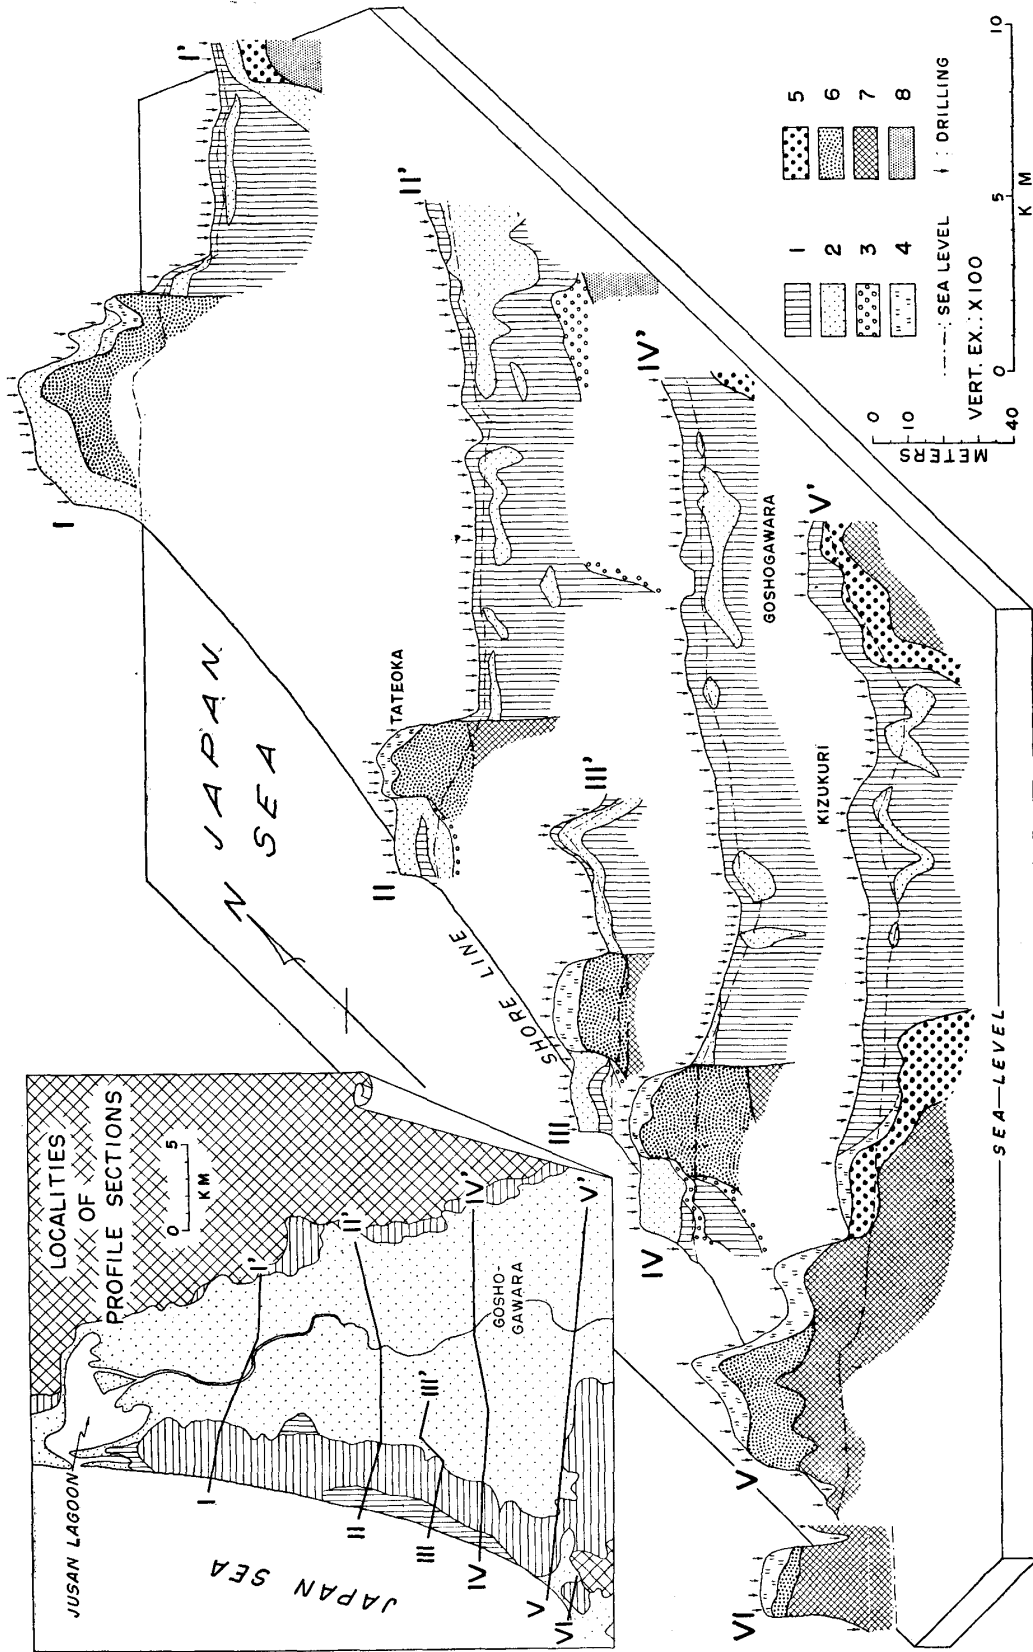 LOCALITIES
OF
PROFILE SECTIONS
0 5
KM
JUSAN LAGOON
JAPAN SEA
GOSHO-
GAWARA
I
I'
II
II'
III
III'
IV
IV'
V
V'
VI
N
JAPAN
SEA
SHORE LINE
I
I'
II
TATEOKA
II'
III
III'
IV
GOSHOGAWARA
IV'
V
KIZUKURI
V'
VI
SEA—LEVEL
1
2
3
4
5
6
7
8
: SEA LEVEL
: DRILLING
VERT. EX.: X100
METERS
0
10
40
0 5 10
K M